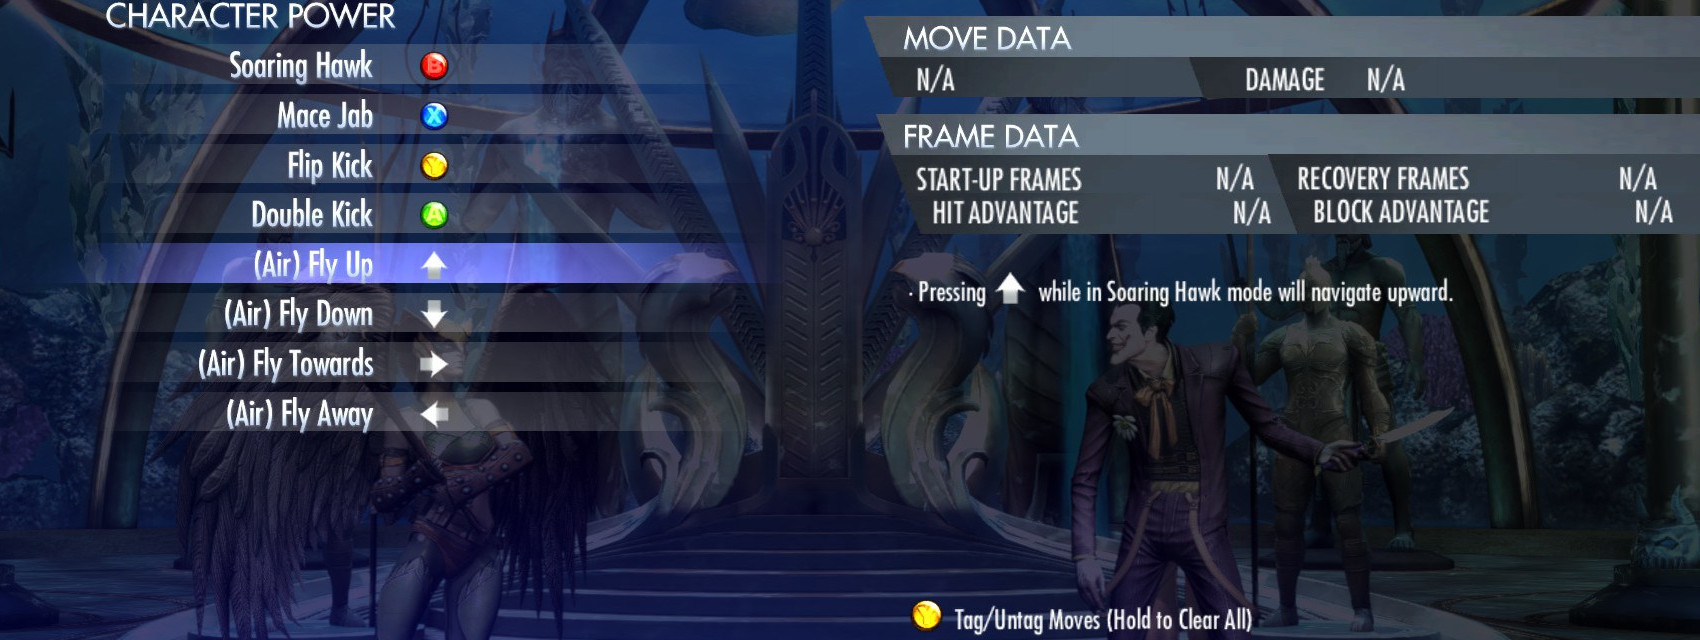 CHARACTER POWER
Soaring Hawk B
Mace Jab X
Flip Kick Y
Double Kick A
(Air) Fly Up
(Air) Fly Down
(Air) Fly Towards
(Air) Fly Away
MOVE DATA
N/A DAMAGE N/A
FRAME DATA
START-UP FRAMES N/A RECOVERY FRAMES N/A
HIT ADVANTAGE N/A BLOCK ADVANTAGE N/A
· Pressing while in Soaring Hawk mode will navigate upward.
Y Tag/Untag Moves (Hold to Clear All)